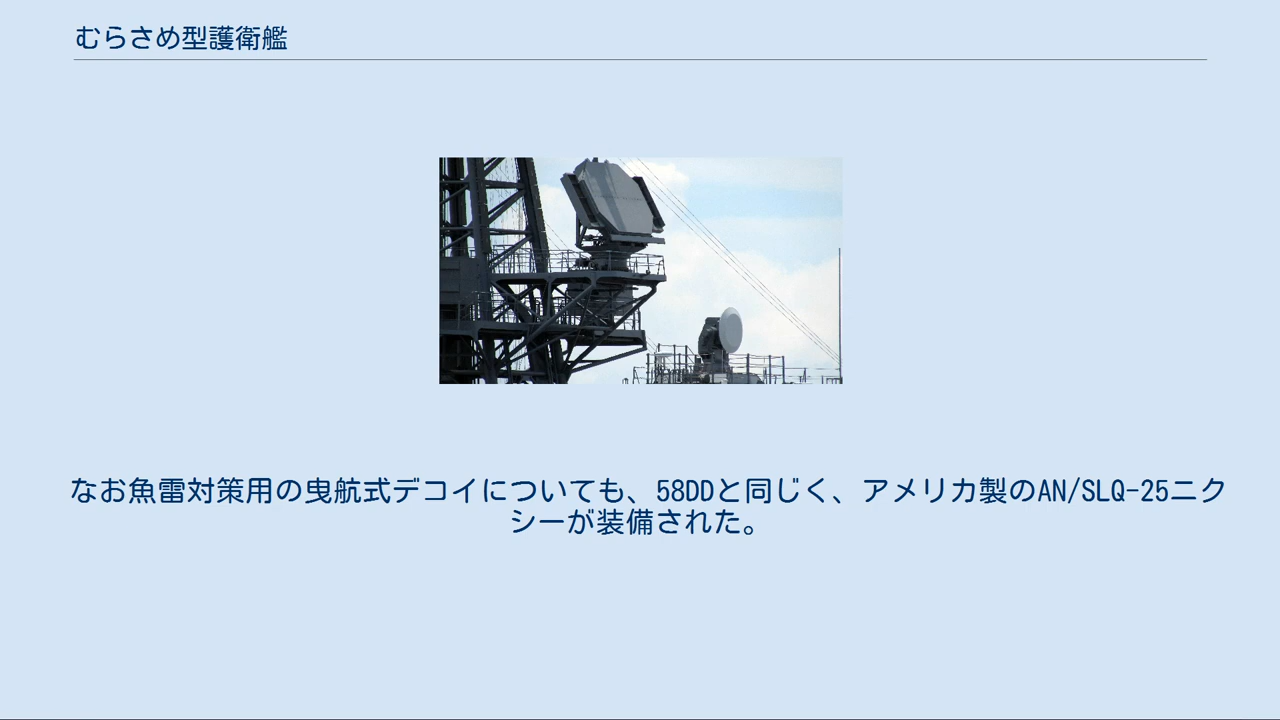 むらさめ型護衛艦
なお魚雷対策用の曳航式デコイについても、58DDと同じく、アメリカ製のAN/SLQ-25ニク
シーが装備された。